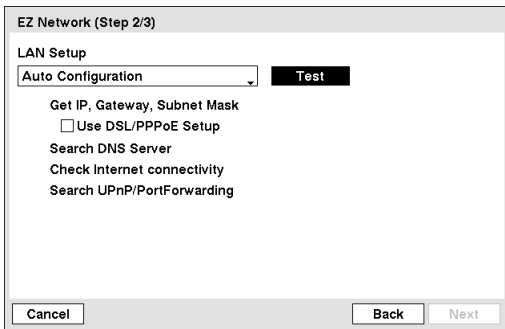 EZ Network (Step 2/3)
LAN Setup
Auto Configuration Test
Get IP, Gateway, Subnet Mask
Use DSL/PPPoE Setup
Search DNS Server
Check Internet connectivity
Search UPnP/PortForwarding
Cancel Back Next